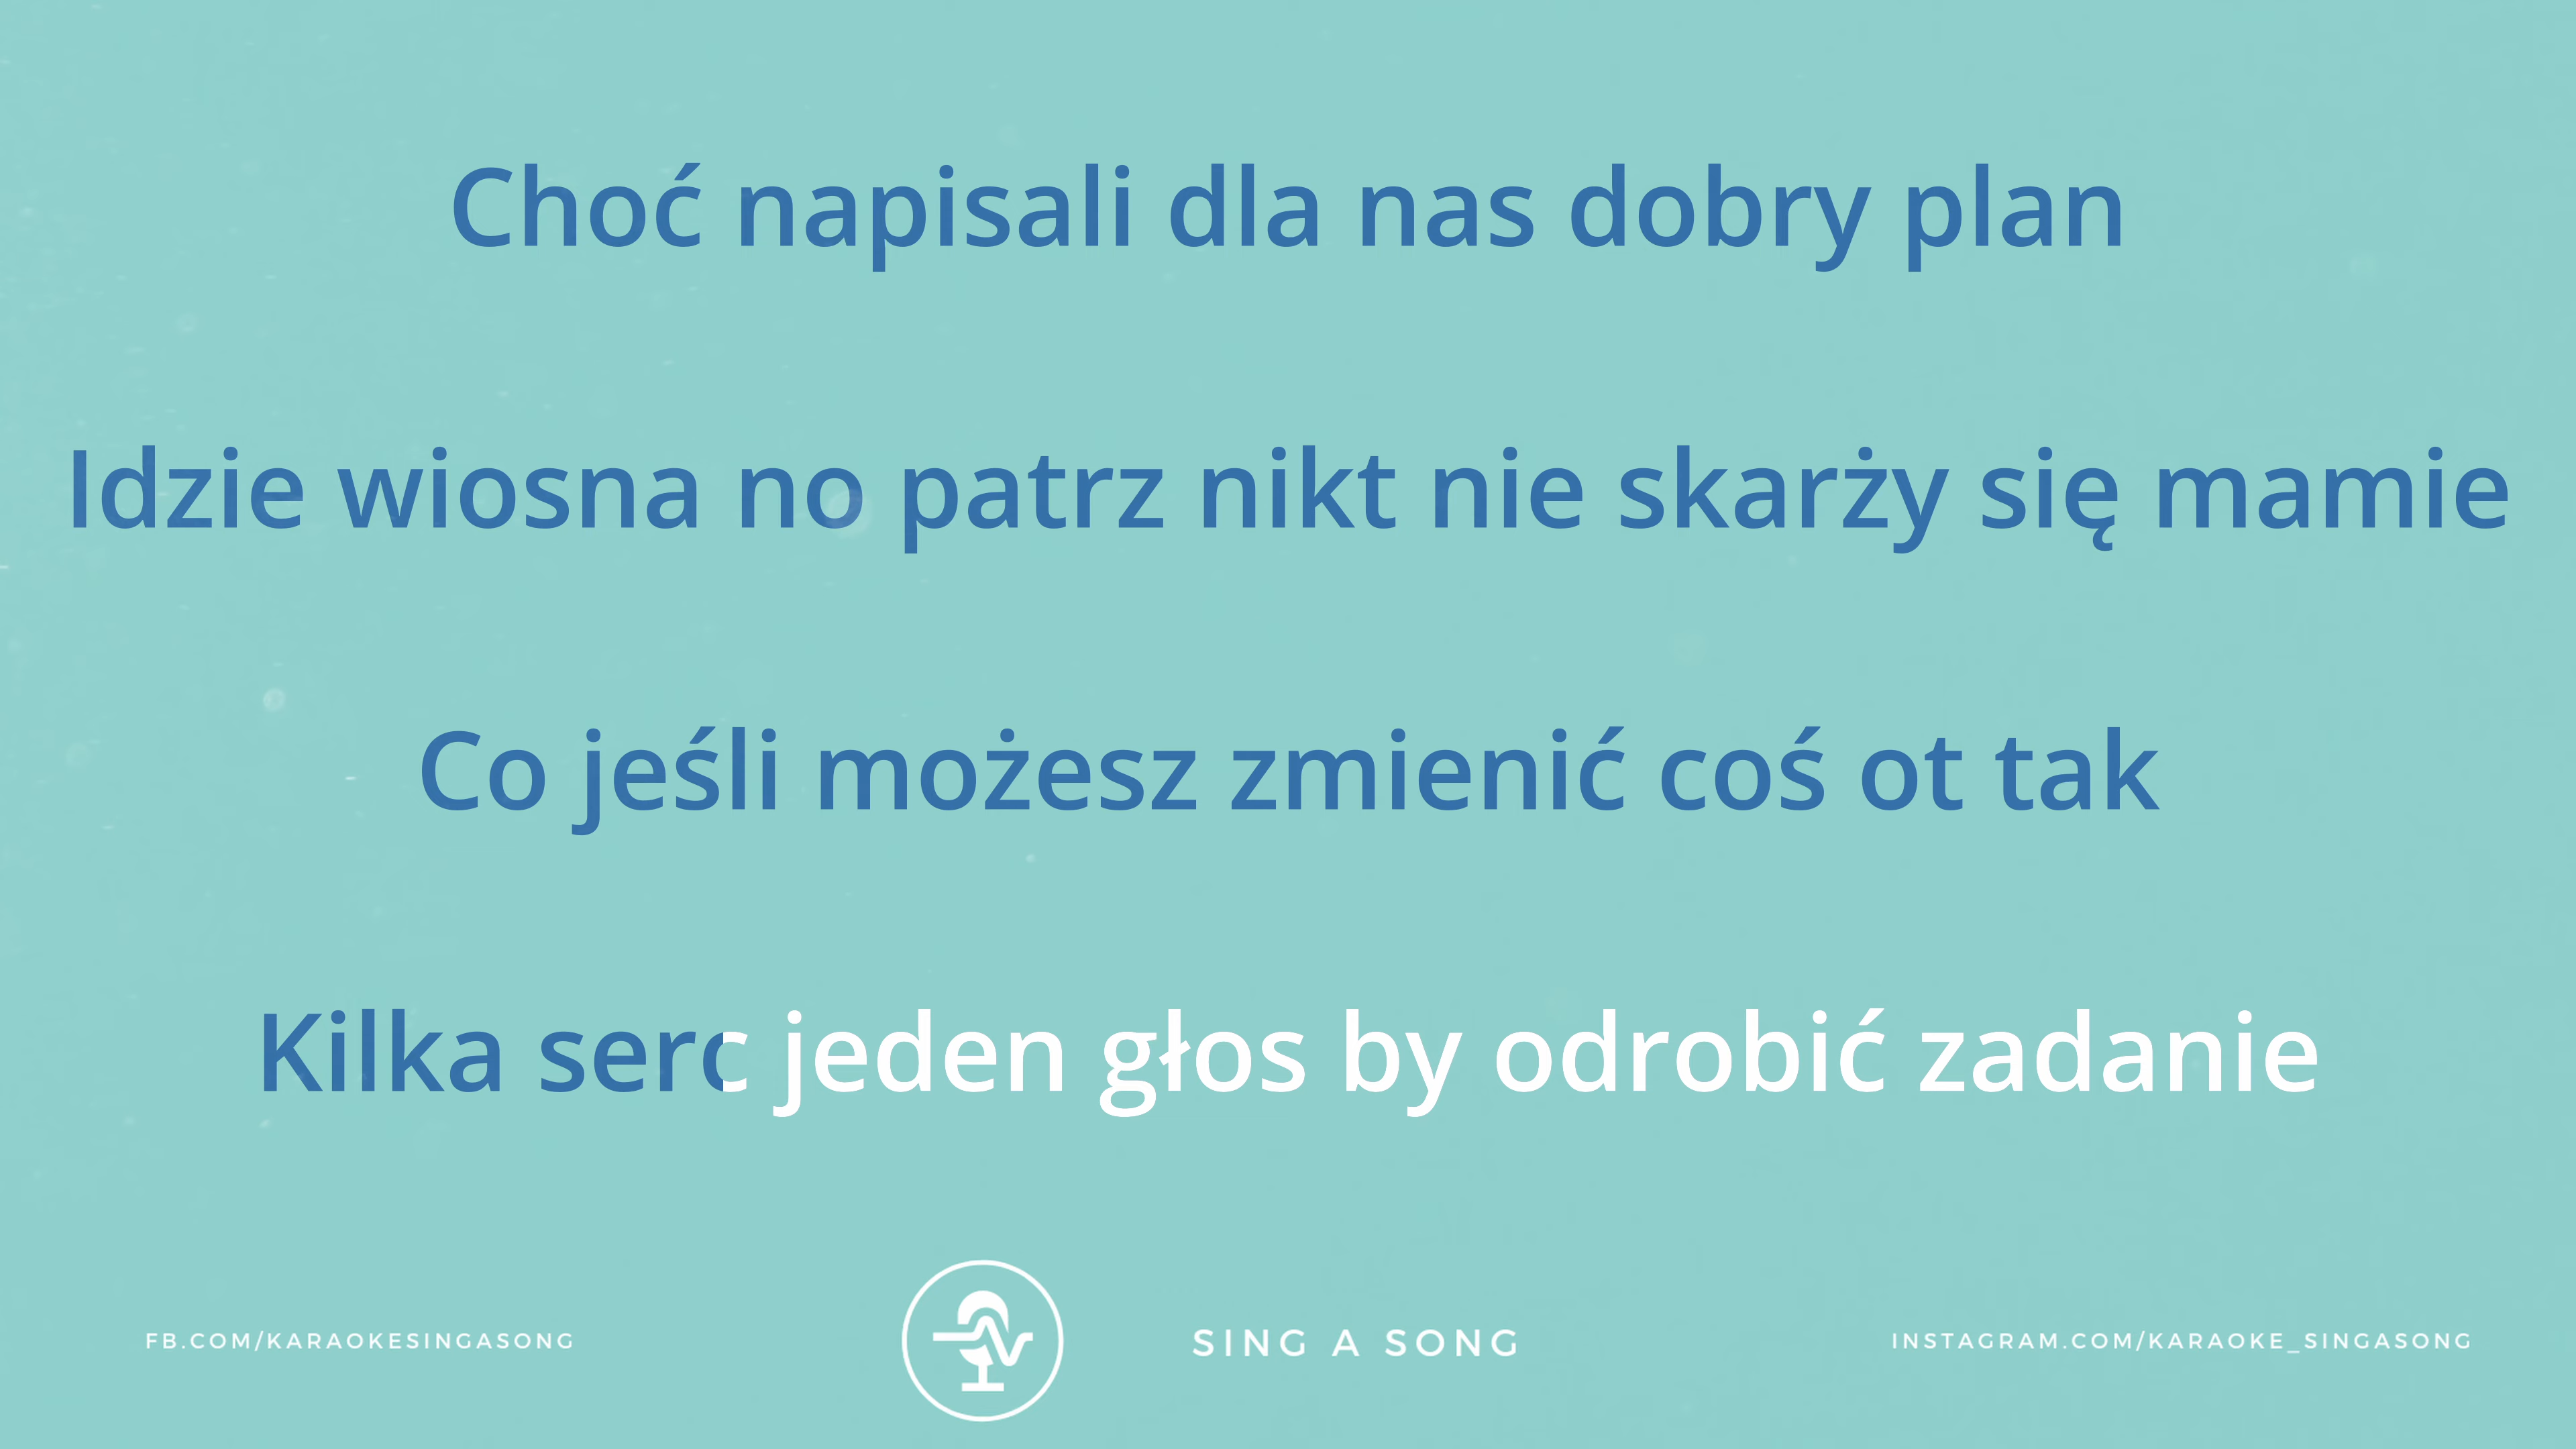 Choć napisali dla nas dobry plan
Idzie wiosna no patrz nikt nie skarży się mamie
Co jeśli możesz zmienić coś ot tak
Kilka serc jeden głos by odrobić zadanie
FB.COM/KARAOKESINGASONG
SING A SONG
INSTAGRAM.COM/KARAOKE_SINGASONG